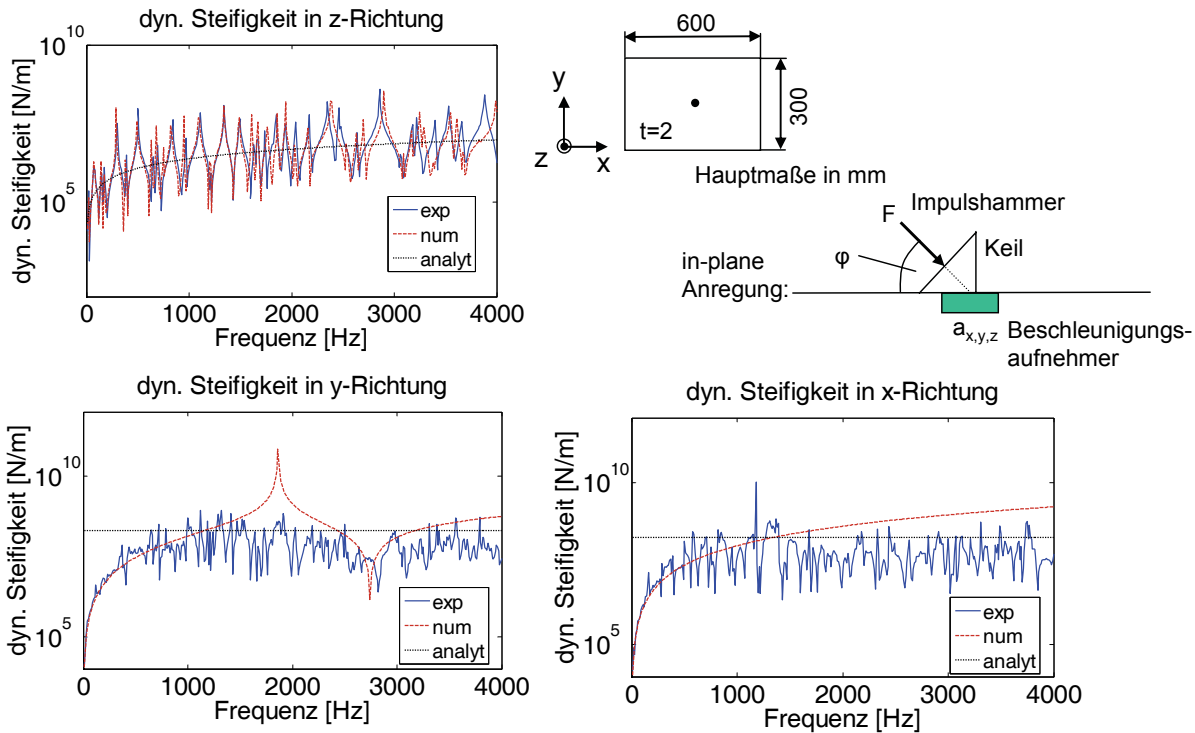 dyn. Steifigkeit in z-Richtung
dyn. Steifigkeit [N/m]
10^10
10^5
0
1000
2000
3000
4000
Frequenz [Hz]
exp
num
analyt
600
300
t=2
y
z
x
Hauptmaße in mm
Impulshammer
F
Keil
φ
in-plane
Anregung:
a_x,y,z
Beschleunigungs-
aufnehmer
dyn. Steifigkeit in y-Richtung
dyn. Steifigkeit [N/m]
10^10
10^5
0
1000
2000
3000
4000
Frequenz [Hz]
exp
num
analyt
dyn. Steifigkeit in x-Richtung
dyn. Steifigkeit [N/m]
10^10
10^5
0
1000
2000
3000
4000
Frequenz [Hz]
exp
num
analyt